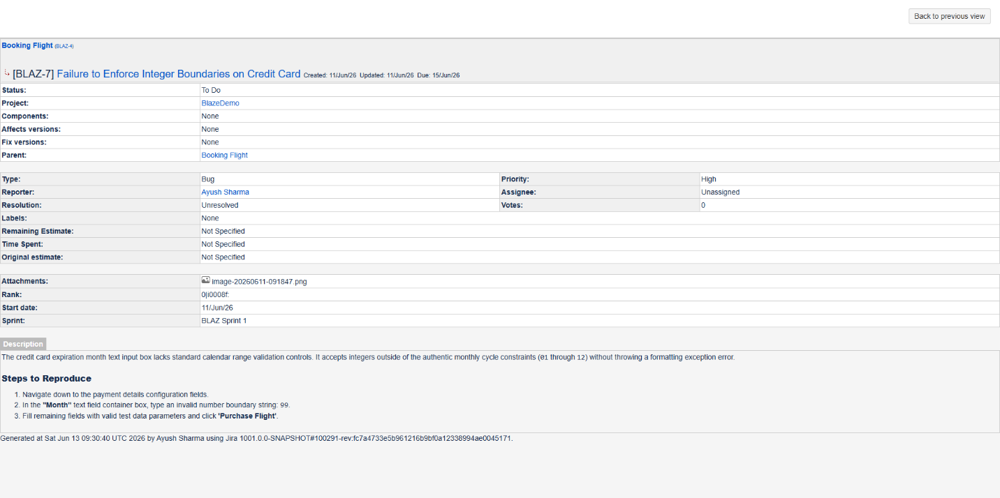 Back to previous view
Booking Flight (BLAZ-4)
[BLAZ-7] Failure to Enforce Integer Boundaries on Credit Card Created: 11/Jun/26 Updated: 11/Jun/26 Due: 15/Jun/26
Status: To Do
Project: BlazeDemo
Components: None
Affects versions: None
Fix versions: None
Parent: Booking Flight
Type: Bug Priority: High
Reporter: Ayush Sharma Assignee: Unassigned
Resolution: Unresolved Votes: 0
Labels: None
Remaining Estimate: Not Specified
Time Spent: Not Specified
Original estimate: Not Specified
Attachments: image-20260611-091847.png
Rank: 0|i0008f:
Start date: 11/Jun/26
Sprint: BLAZ Sprint 1
Description
The credit card expiration month text input box lacks standard calendar range validation controls. It accepts integers outside of the authentic monthly cycle constraints (01 through 12) without throwing a formatting exception error.
Steps to Reproduce
1. Navigate down to the payment details configuration fields.
2. In the "Month" text field container box, type an invalid number boundary string: 99.
3. Fill remaining fields with valid test data parameters and click 'Purchase Flight'.
Generated at Sat Jun 13 09:30:40 UTC 2026 by Ayush Sharma using Jira 1001.0.0-SNAPSHOT#100291-rev:fc7a4733e5b961216b9bf0a12338994ae0045171.